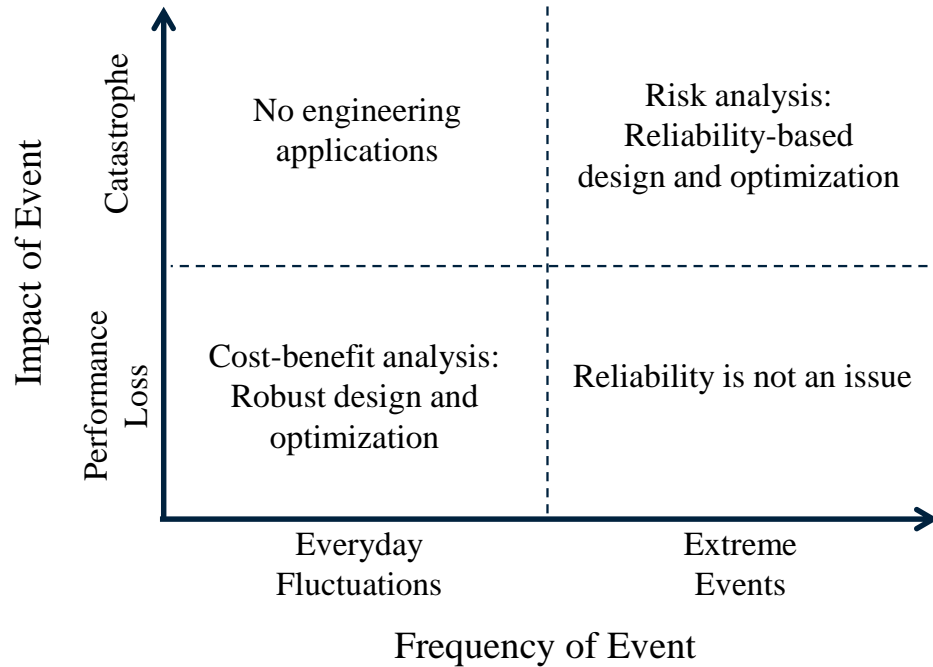 Impact of Event
Catastrophe
Performance
Loss
No engineering
applications
Risk analysis:
Reliability-based
design and optimization
Cost-benefit analysis:
Robust design and
optimization
Reliability is not an issue
Everyday
Fluctuations
Extreme
Events
Frequency of Event